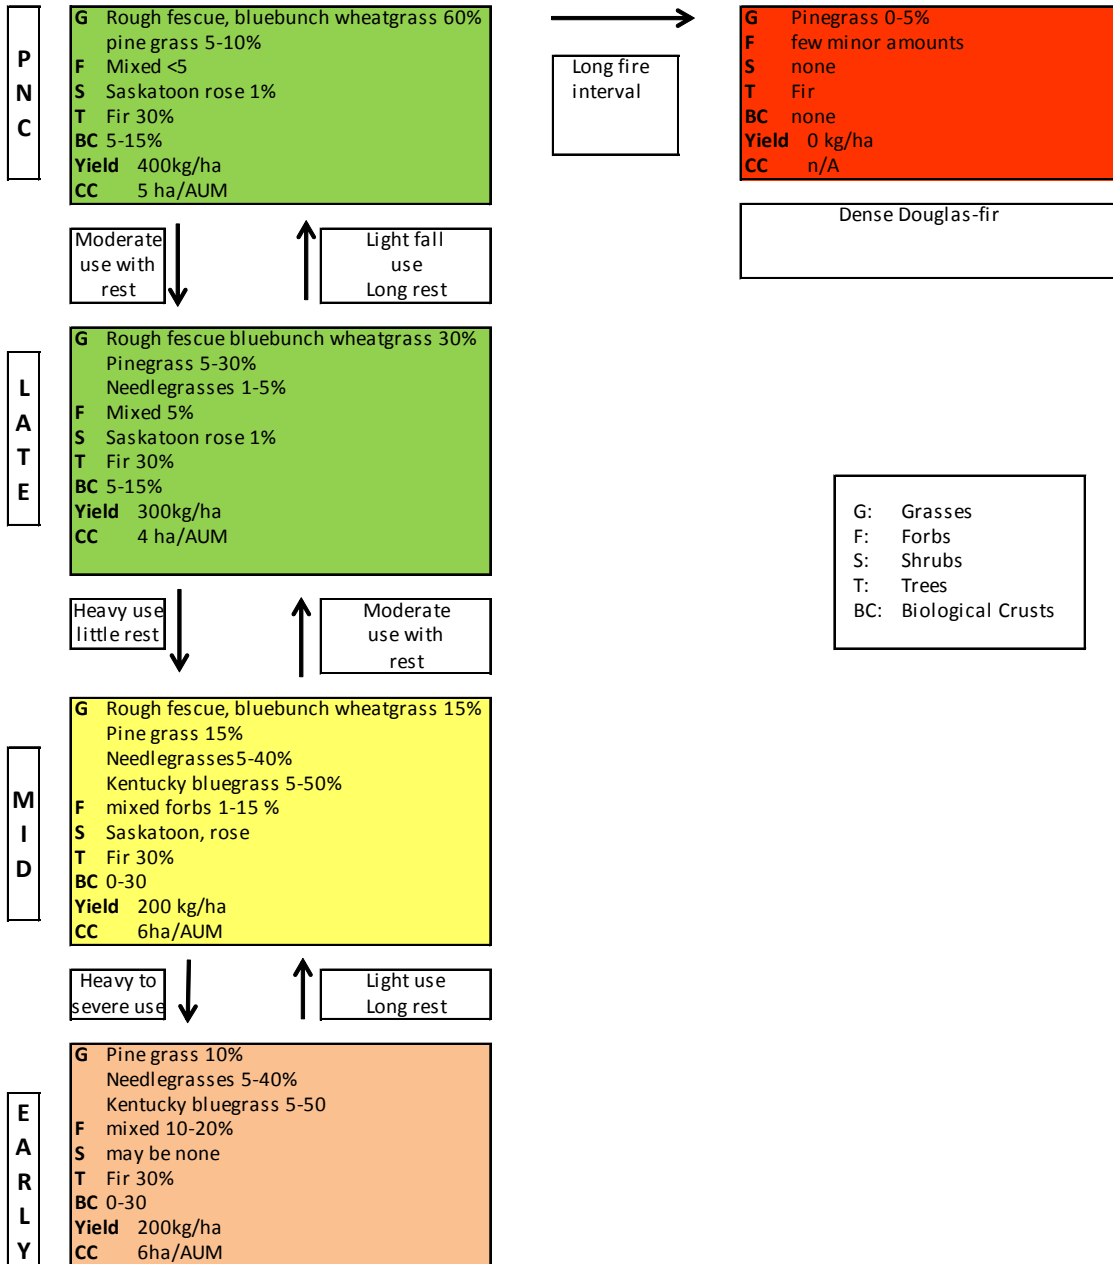 P
N
C
G Rough fescue, bluebunch wheatgrass 60%
pine grass 5-10%
F Mixed <5
S Saskatoon rose 1%
T Fir 30%
BC 5-15%
Yield 400kg/ha
CC 5 ha/AUM
Long fire
interval
G Pinegrass 0-5%
F few minor amounts
S none
T Fir
BC none
Yield 0 kg/ha
CC n/A
Dense Douglas-fir
Moderate
use with
rest
Light fall
use
Long rest
L
A
T
E
G Rough fescue bluebunch wheatgrass 30%
Pinegrass 5-30%
Needlegrasses 1-5%
F Mixed 5%
S Saskatoon rose 1%
T Fir 30%
BC 5-15%
Yield 300kg/ha
CC 4 ha/AUM
G: Grasses
F: Forbs
S: Shrubs
T: Trees
BC: Biological Crusts
Heavy use
little rest
Moderate
use with
rest
M
I
D
G Rough fescue, bluebunch wheatgrass 15%
Pine grass 15%
Needlegrasses5-40%
Kentucky bluegrass 5-50%
F mixed forbs 1-15 %
S Saskatoon, rose
T Fir 30%
BC 0-30
Yield 200 kg/ha
CC 6ha/AUM
Heavy to
severe use
Light use
Long rest
E
A
R
L
Y
G Pine grass 10%
Needlegrasses 5-40%
Kentucky bluegrass 5-50
F mixed 10-20%
S may be none
T Fir 30%
BC 0-30
Yield 200kg/ha
CC 6ha/AUM